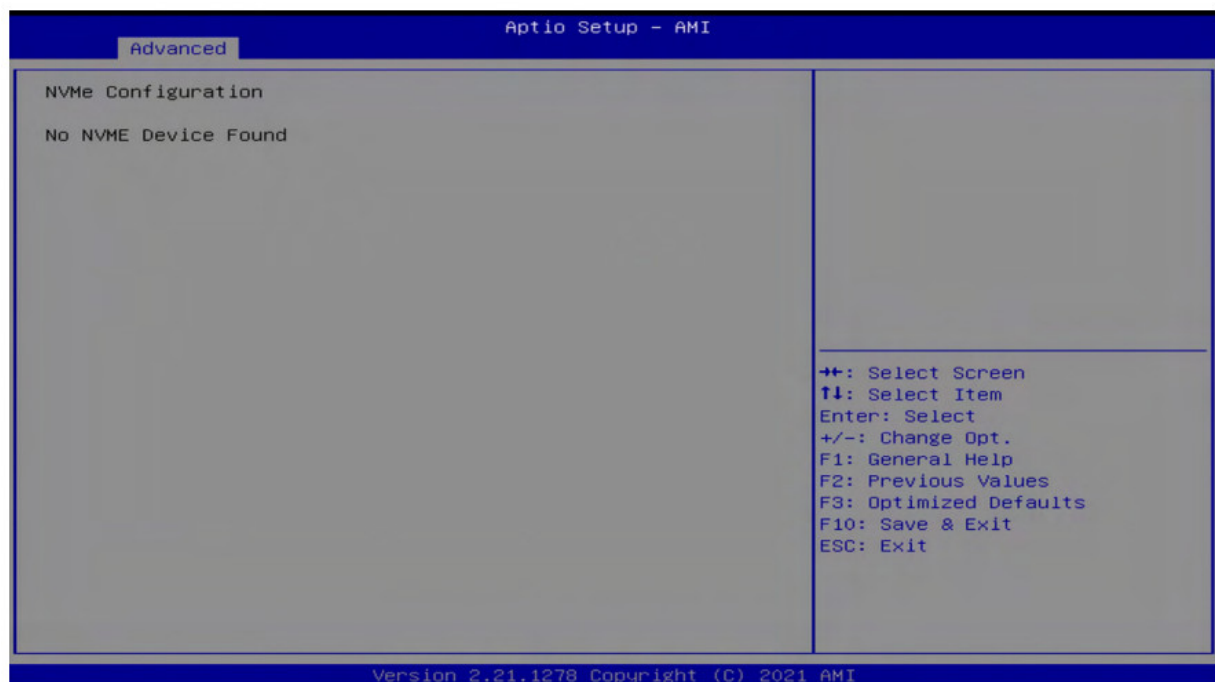 Aptio Setup – AMI
Advanced
NVMe Configuration
No NVME Device Found
→←: Select Screen
↑↓: Select Item
Enter: Select
+/-: Change Opt.
F1: General Help
F2: Previous Values
F3: Optimized Defaults
F10: Save & Exit
ESC: Exit
Version 2.21.1278 Copyright (C) 2021 AMI